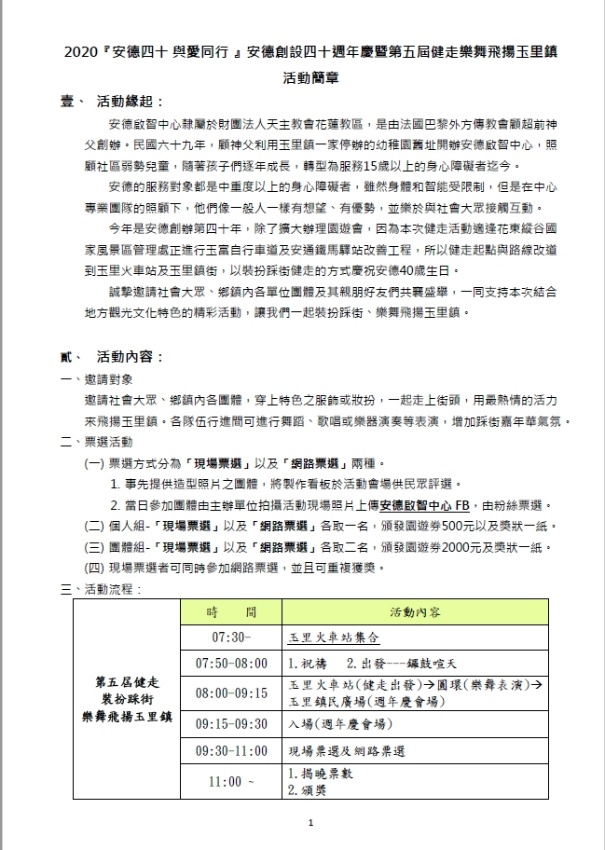 2020『安德四十 與愛同行 』安德創設四十週年慶暨第五屆健走樂舞飛揚玉里鎮
活動簡章
壹、 活動緣起：
安德啟智中心隸屬於財團法人天主教會花蓮教區，是由法國巴黎外方傳教會顧超前神
父創辦。民國六十九年，顧神父利用玉里鎮一家停辦的幼稚園舊址開辦安德啟智中心，照
顧社區弱勢兒童，隨著孩子們逐年成長，轉型為服務15歲以上的身心障礙者迄今。
安德的服務對象都是中重度以上的身心障礙者，雖然身體和智能受限制，但是在中心
專業團隊的照顧下，他們像一般人一樣有想望、有優勢，並樂於與社會大眾接觸互動。
今年是安德創辦第四十年，除了擴大辦理園遊會，因為本次健走活動適逢花東縱谷國
家風景區管理處正進行玉富自行車道及安通鐵馬驛站改善工程，所以健走起點與路線改道
到玉里火車站及玉里鎮街，以裝扮踩街健走的方式慶祝安德40歲生日。
誠摯邀請社會大眾、鄉鎮內各單位團體及其親朋好友們共襄盛舉，一同支持本次結合
地方觀光文化特色的精彩活動，讓我們一起裝扮踩街、樂舞飛揚玉里鎮。
貳、 活動內容：
一、邀請對象
邀請社會大眾、鄉鎮內各團體，穿上特色之服飾或妝扮，一起走上街頭，用最熱情的活力
來飛揚玉里鎮。各隊伍行進間可進行舞蹈、歌唱或樂器演奏等表演，增加踩街嘉年華氣氛。
二、票選活動
(一) 票選方式分為「現場票選」以及「網路票選」兩種。
1. 事先提供造型照片之團體，將製作看板於活動會場供民眾評選。
2. 當日參加團體由主辦單位拍攝活動現場照片上傳安德啟智中心 FB，由粉絲票選。
(二) 個人組-「現場票選」以及「網路票選」各取一名，頒發園遊券500元以及獎狀一紙。
(三) 團體組-「現場票選」以及「網路票選」各取二名，頒發園遊券2000元及獎狀一紙。
(四) 現場票選者可同時參加網路票選，並且可重複獲獎。
三、活動流程：
時 間 活動內容
07:30- 玉里火車站集合
07:50-08:00 1.祝禱 2.出發---鑼鼓喧天
第五屆健走
裝扮踩街
樂舞飛揚玉里鎮
08:00-09:15 玉里火車站(健走出發)→圓環(樂舞表演)→
玉里鎮民廣場(週年慶會場)
09:15-09:30 入場(週年慶會場)
09:30-11:00 現場票選及網路票選
11:00 ~ 1.揭曉票數
2.頒獎
1